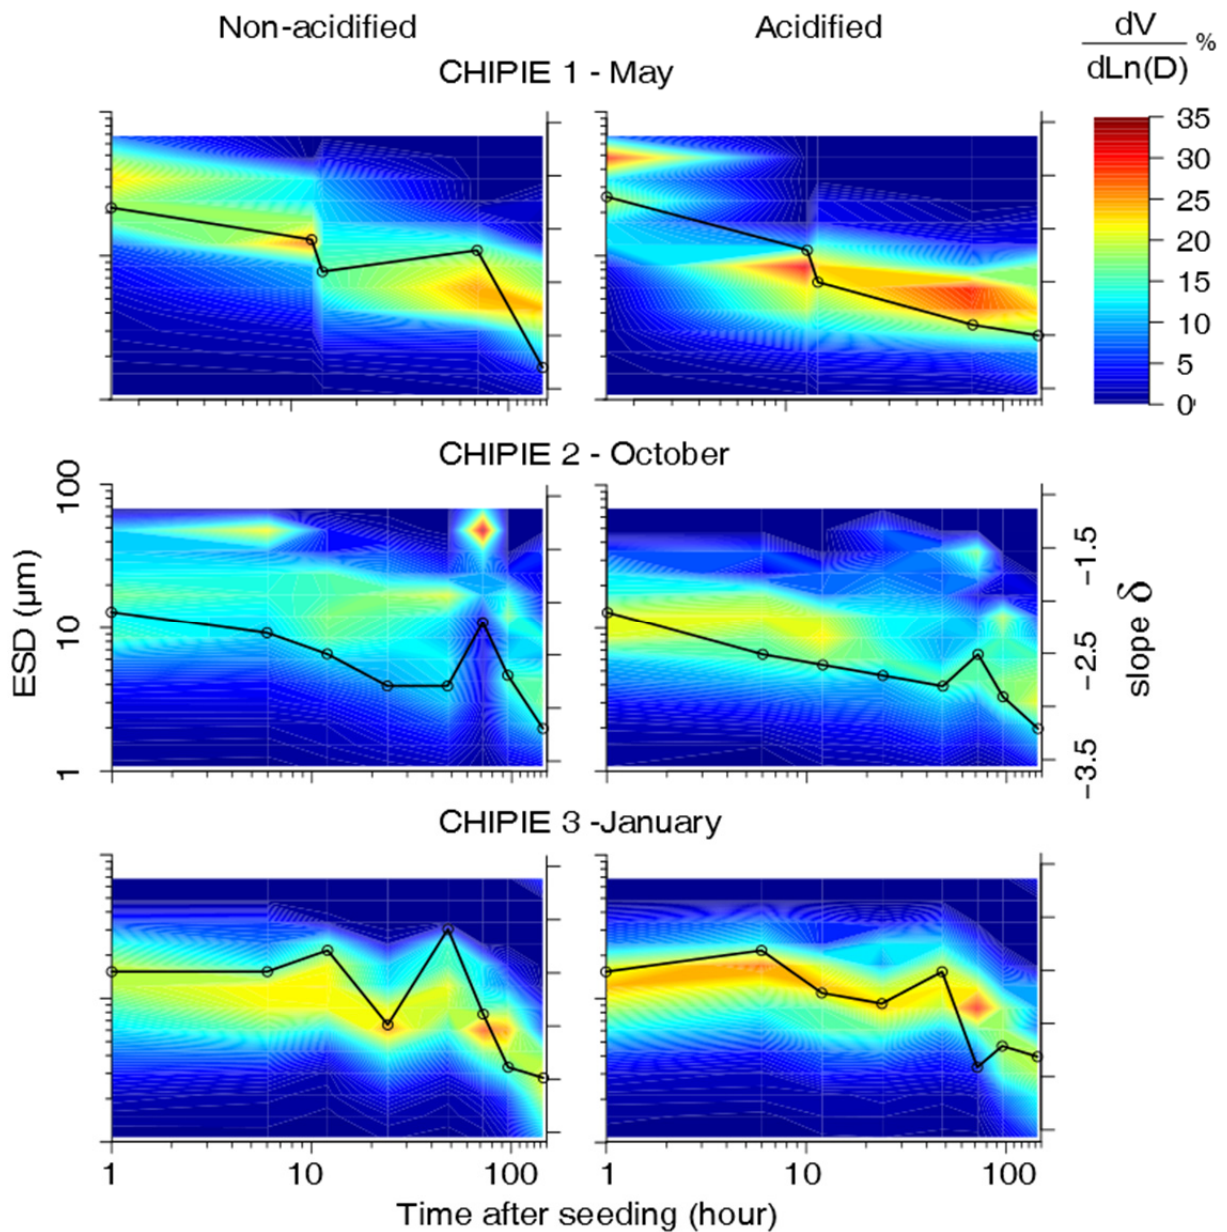 Non-acidified
Acidified
dV
dLn(D)
%
CHIPIE 1 - May
35
30
25
20
15
10
5
0
CHIPIE 2 - October
100
10
1
ESD (µm)
−1.5
−2.5
−3.5
slope δ
CHIPIE 3 -January
1 10 100 1 10 100
Time after seeding (hour)